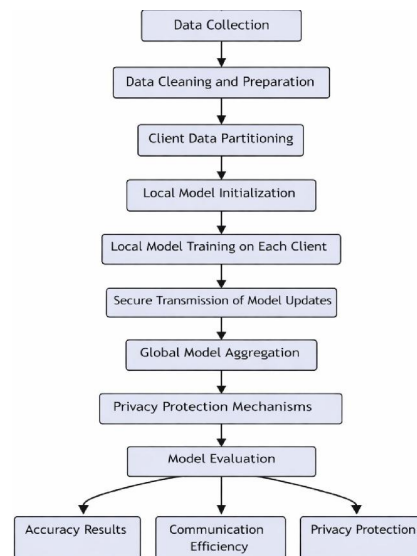 Data Collection
Data Cleaning and Preparation
Client Data Partitioning
Local Model Initialization
Local Model Training on Each Client
Secure Transmission of Model Updates
Global Model Aggregation
Privacy Protection Mechanisms
Model Evaluation
Accuracy Results
Communication
Efficiency
Privacy Protection